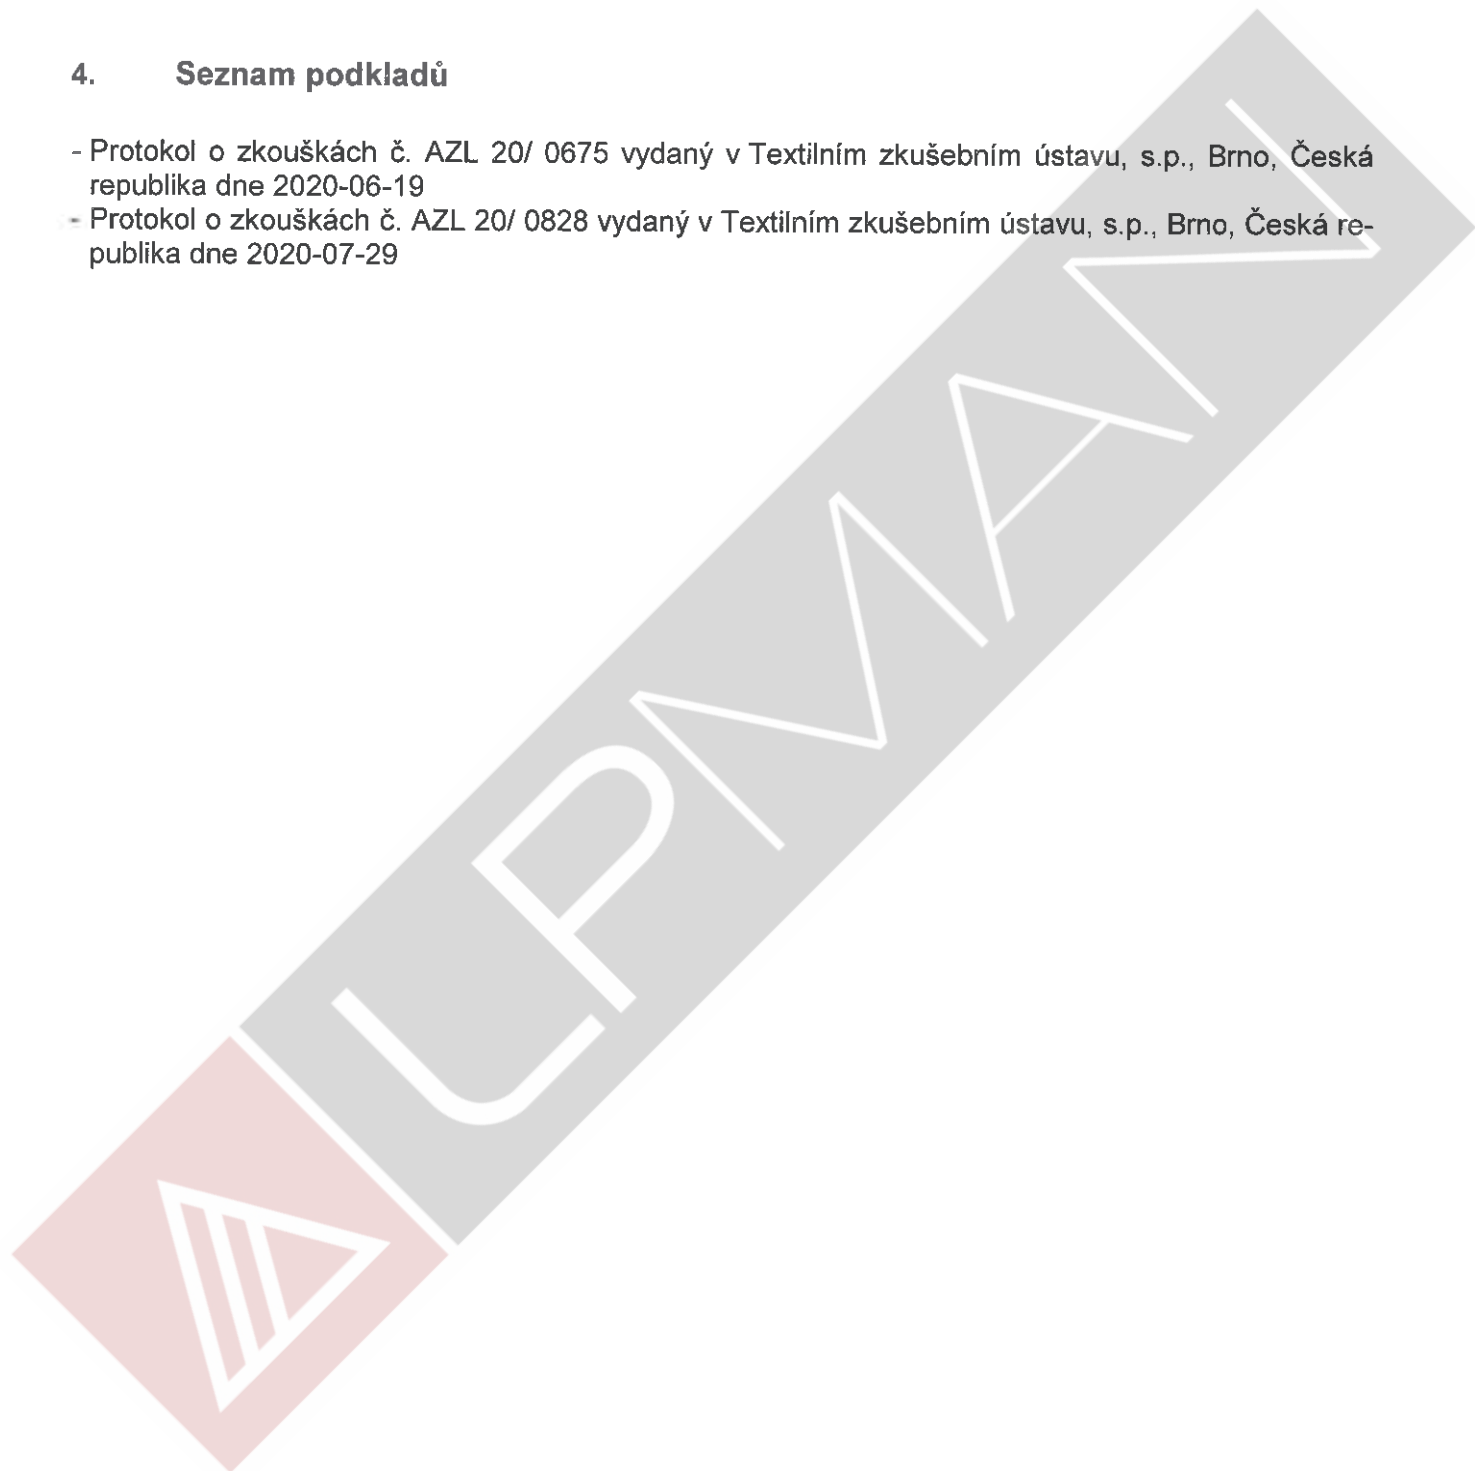 4. Seznam podkladů
- Protokol o zkouškách č. AZL 20/ 0675 vydaný v Textilním zkušebním ústavu, s.p., Brno, Česká
republika dne 2020-06-19
- Protokol o zkouškách č. AZL 20/ 0828 vydaný v Textilním zkušebním ústavu, s.p., Brno, Česká re-
publika dne 2020-07-29
ALPMAN